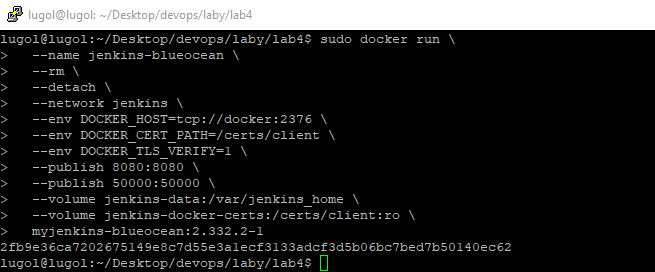 lugol@lugol: ~/Desktop/devops/laby/lab4
lugol@lugol:~/Desktop/devops/laby/lab4$ sudo docker run \
>   --name jenkins-blueocean \
>   --rm \
>   --detach \
>   --network jenkins \
>   --env DOCKER_HOST=tcp://docker:2376 \
>   --env DOCKER_CERT_PATH=/certs/client \
>   --env DOCKER_TLS_VERIFY=1 \
>   --publish 8080:8080 \
>   --publish 50000:50000 \
>   --volume jenkins-data:/var/jenkins_home \
>   --volume jenkins-docker-certs:/certs/client:ro \
>   myjenkins-blueocean:2.332.2-1
2fb9e36ca7202675149e8c7d55e3a1ecf3133adcf3d5b06bc7bed7b50140ec62
lugol@lugol:~/Desktop/devops/laby/lab4$